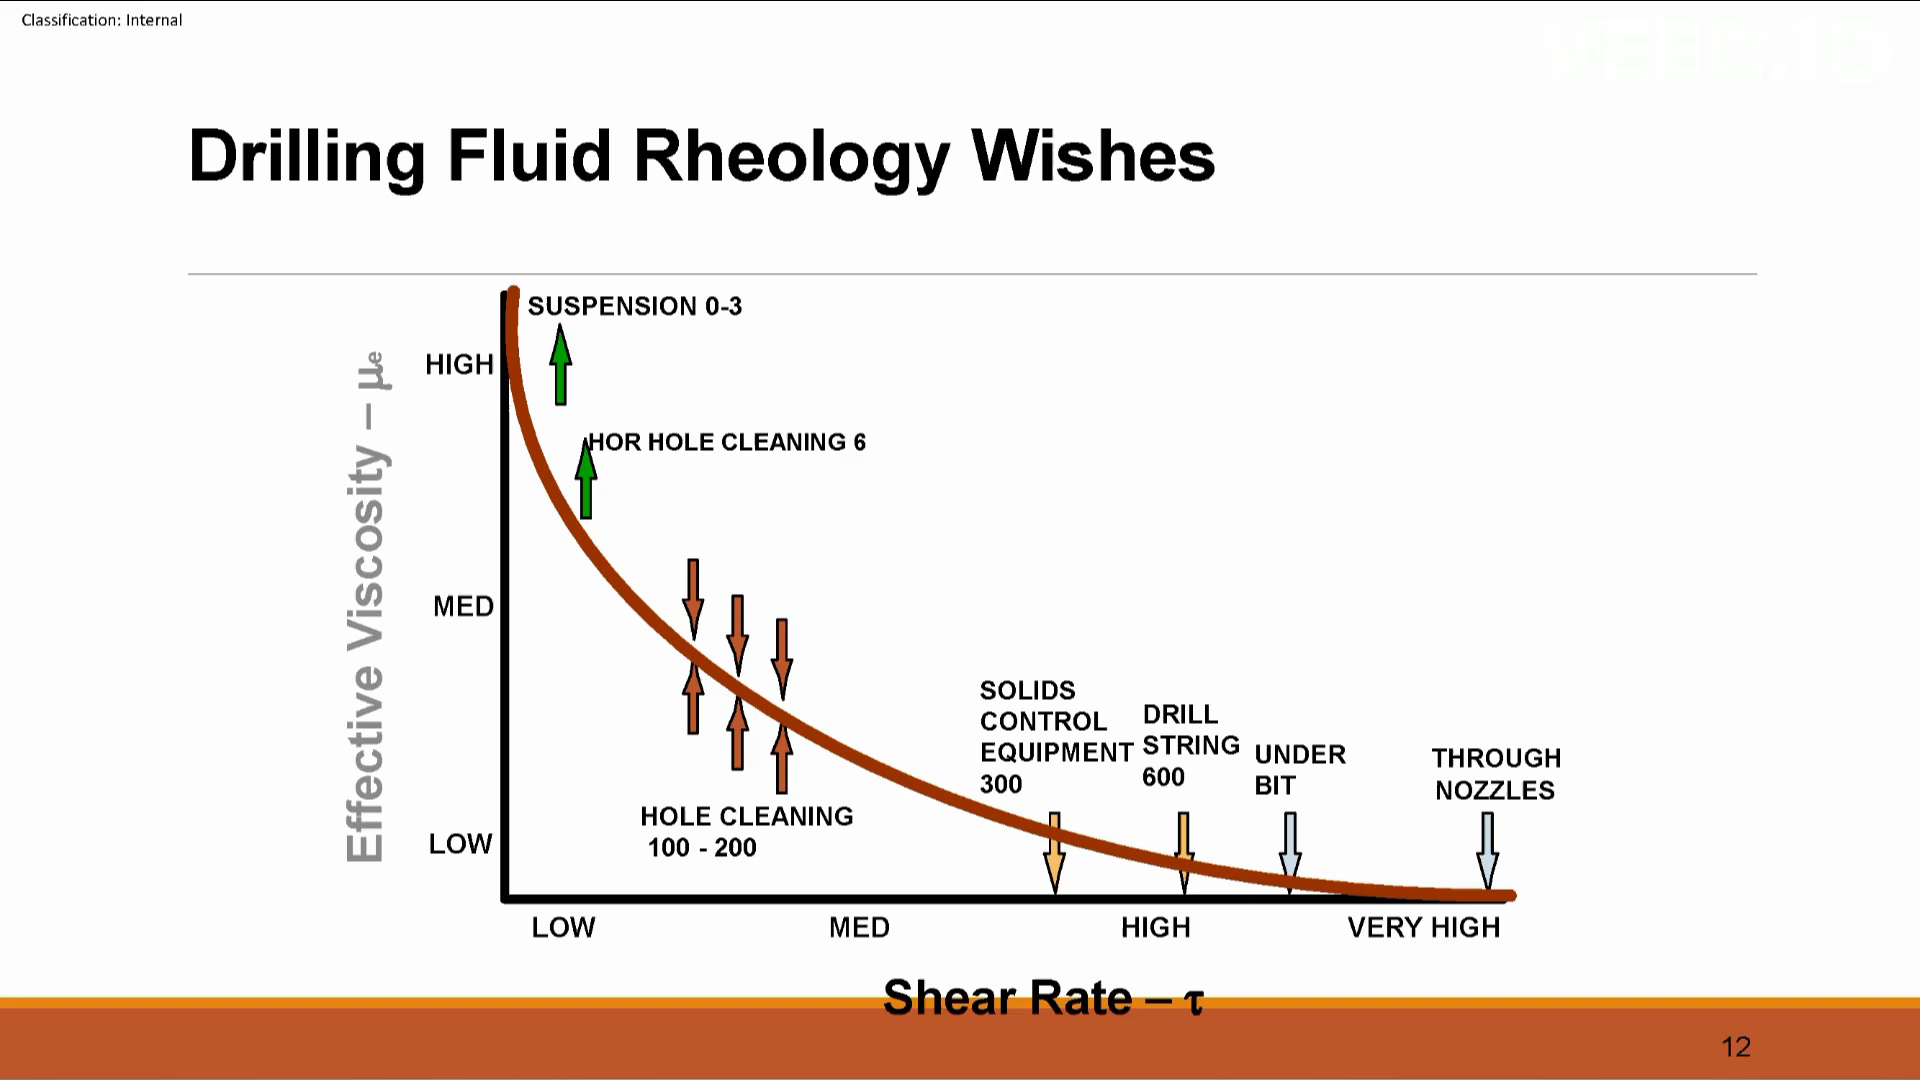 Classification: Internal
VEED.IO
Drilling Fluid Rheology Wishes
SUSPENSION 0-3
HIGH
HOR HOLE CLEANING 6
Effective Viscosity – μe
MED
LOW
HOLE CLEANING
100 - 200
SOLIDS
CONTROL
EQUIPMENT
300
DRILL
STRING
600
UNDER
BIT
THROUGH
NOZZLES
LOW
MED
HIGH
VERY HIGH
Shear Rate – τ
12